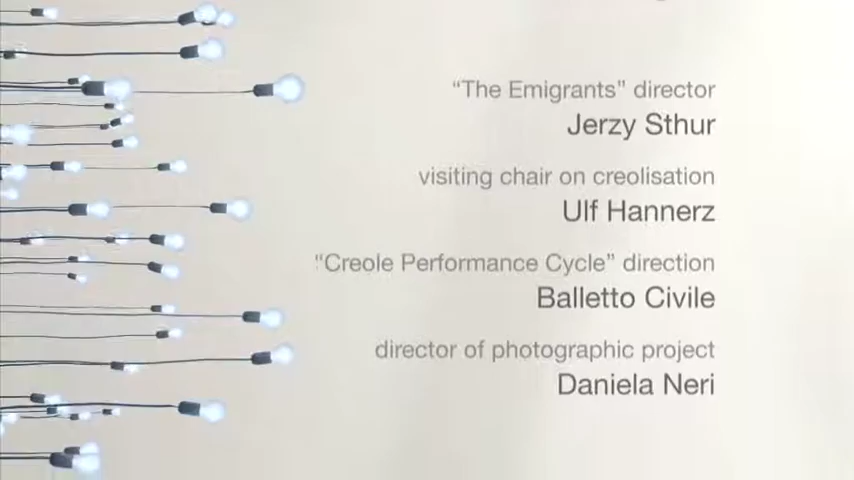 “The Emigrants” director
Jerzy Sthur
visiting chair on creolisation
Ulf Hannerz
“Creole Performance Cycle” direction
Balletto Civile
director of photographic project
Daniela Neri